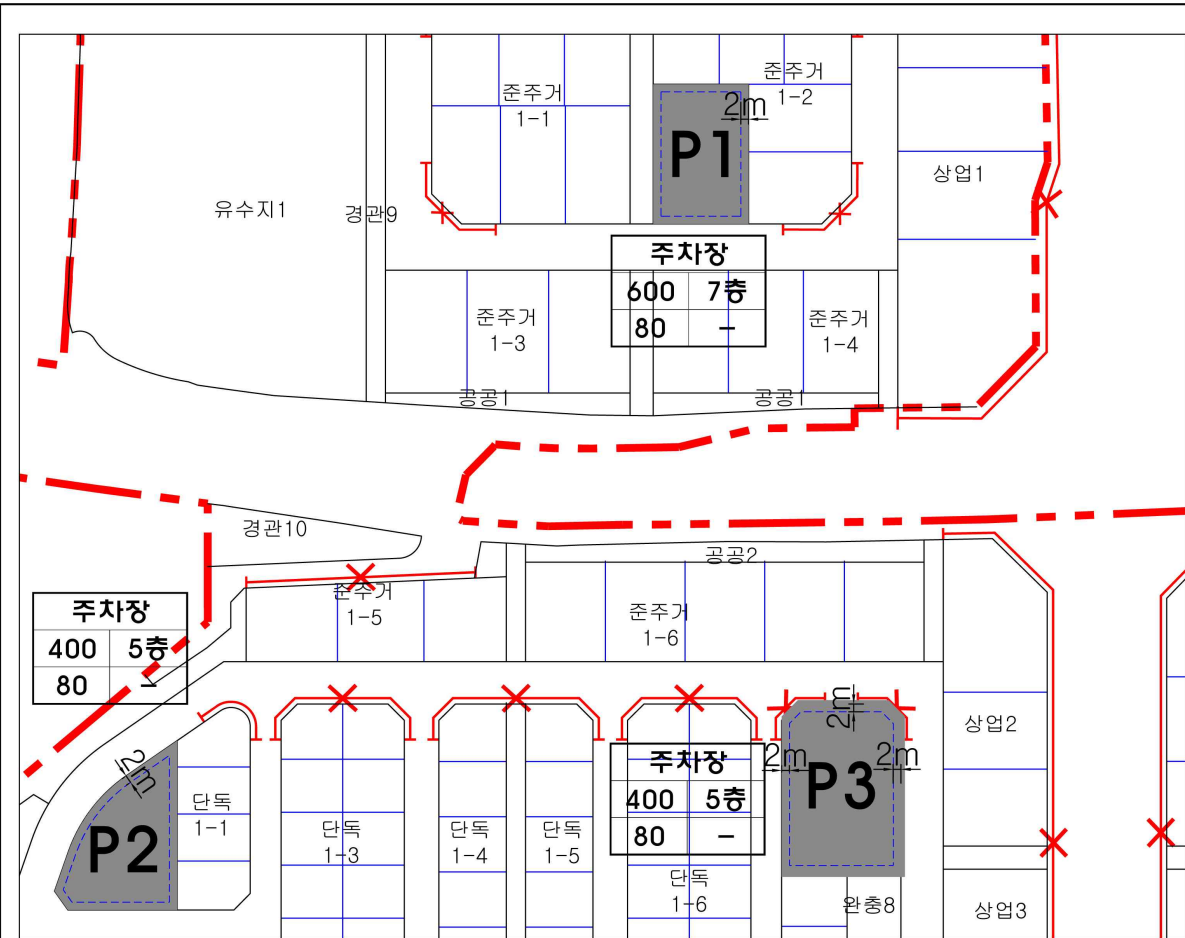 준주거
1-1
준주거
1-2
2m
P1
상업1
유수지1
경관9
주차장
600 7층
80 -
준주거
1-3
준주거
1-4
공공1
공공1
경관10
공공2
준주거
1-5
준주거
1-6
주차장
400 5층
80 -
2m
상업2
주차장
400 5층
80 -
2m
2m
P3
2m
P2
단독
1-1
단독
1-3
단독
1-4
단독
1-5
단독
1-6
완충8
상업3